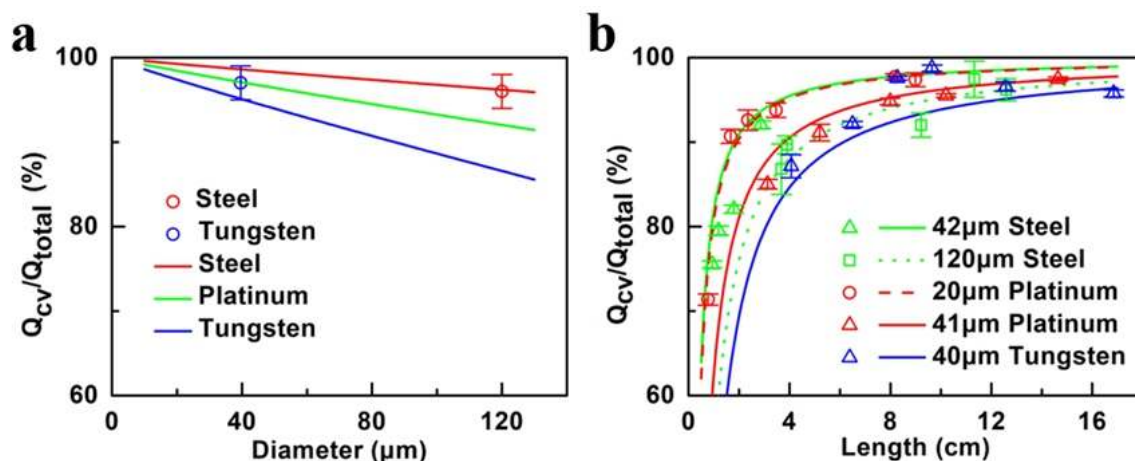 a
Q_cv/Q_total (%)
100
80
60
0
40
80
120
Diameter (μm)
Steel
Tungsten
Steel
Platinum
Tungsten
b
Q_cv/Q_total (%)
100
80
60
0
4
8
12
16
Length (cm)
42μm Steel
120μm Steel
20μm Platinum
41μm Platinum
40μm Tungsten